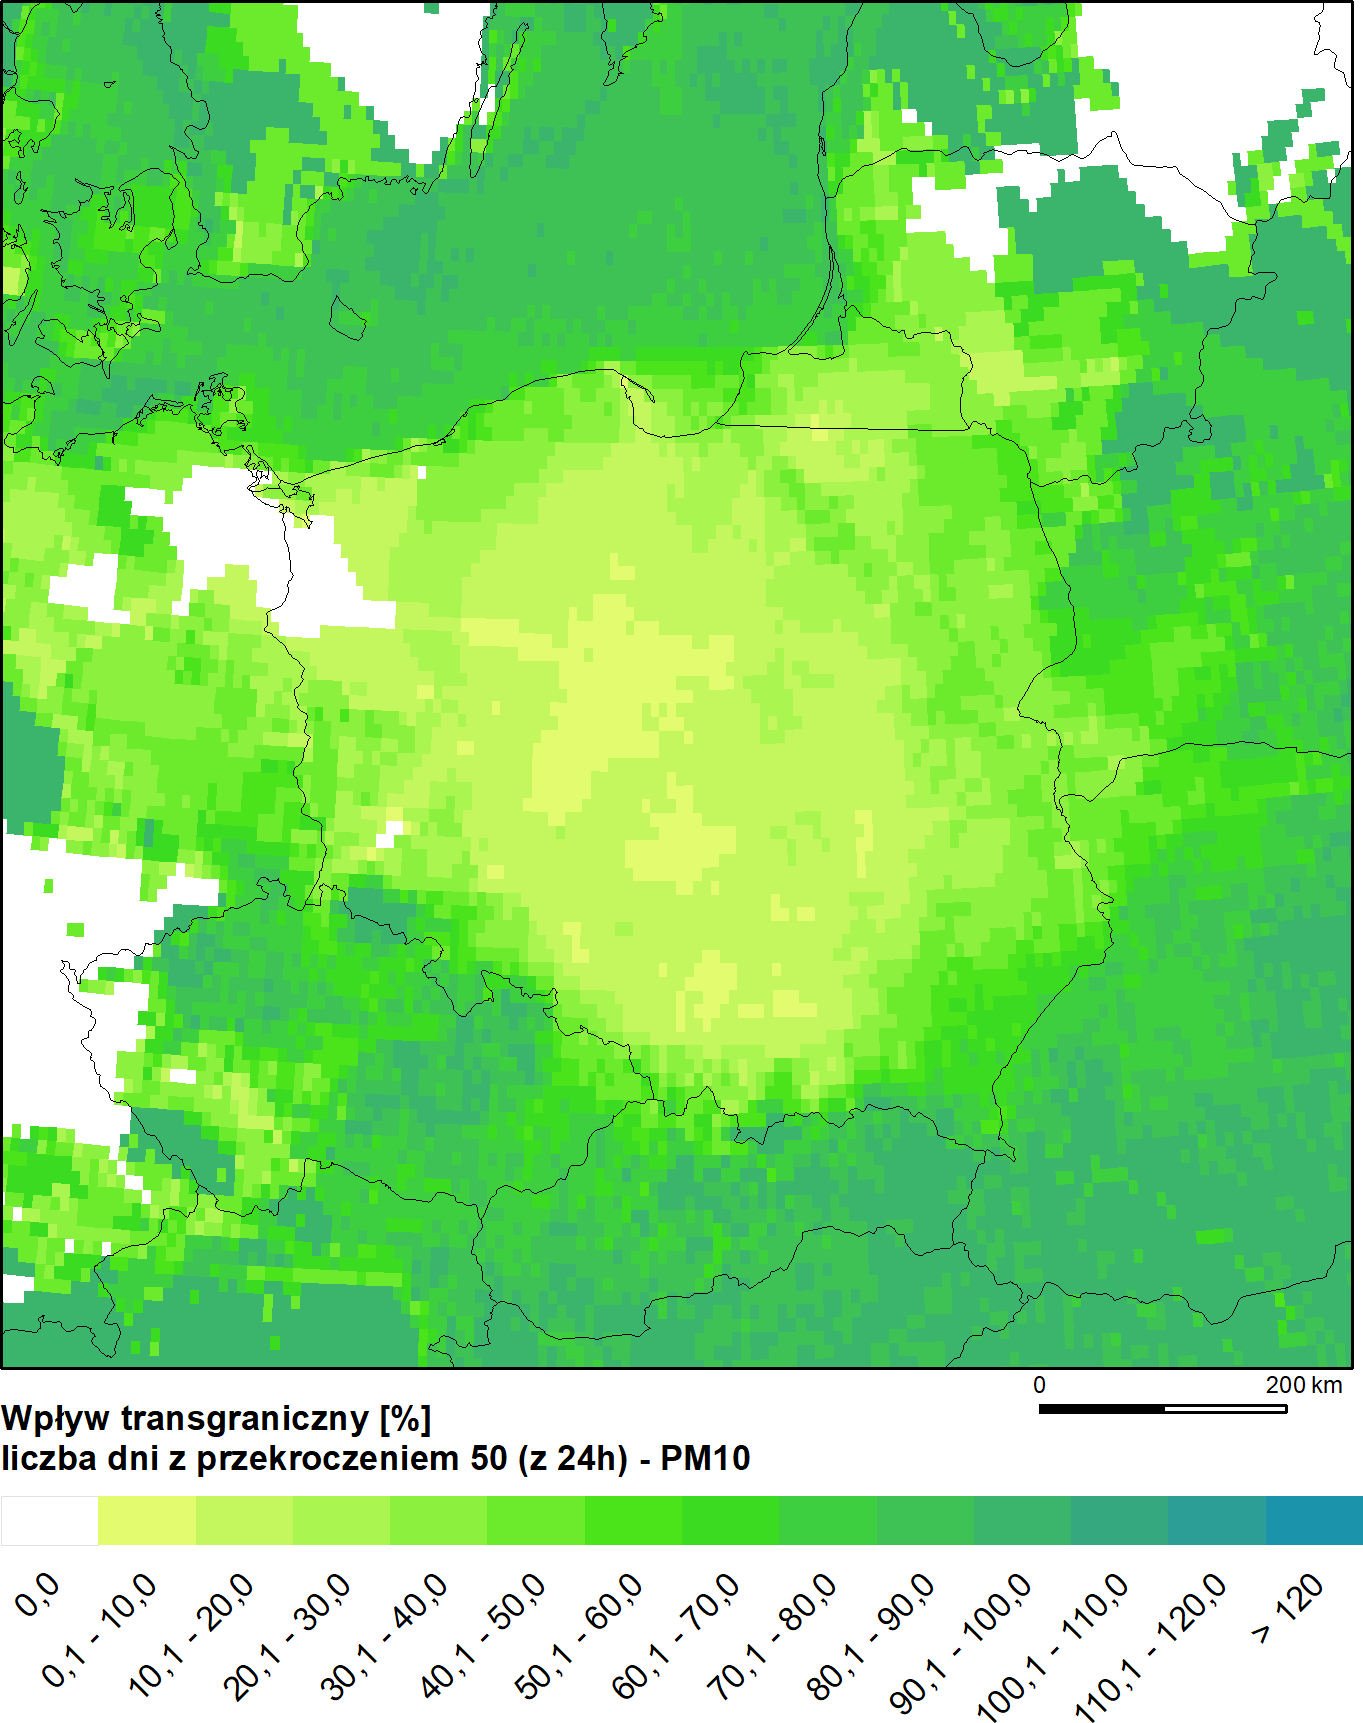 0 200 km
Wpływ transgraniczny [%]
liczba dni z przekroczeniem 50 (z 24h) - PM10
0,0
0,1 - 10,0
10,1 - 20,0
20,1 - 30,0
30,1 - 40,0
40,1 - 50,0
50,1 - 60,0
60,1 - 70,0
70,1 - 80,0
80,1 - 90,0
90,1 - 100,0
100,1 - 110,0
110,1 - 120,0
> 120